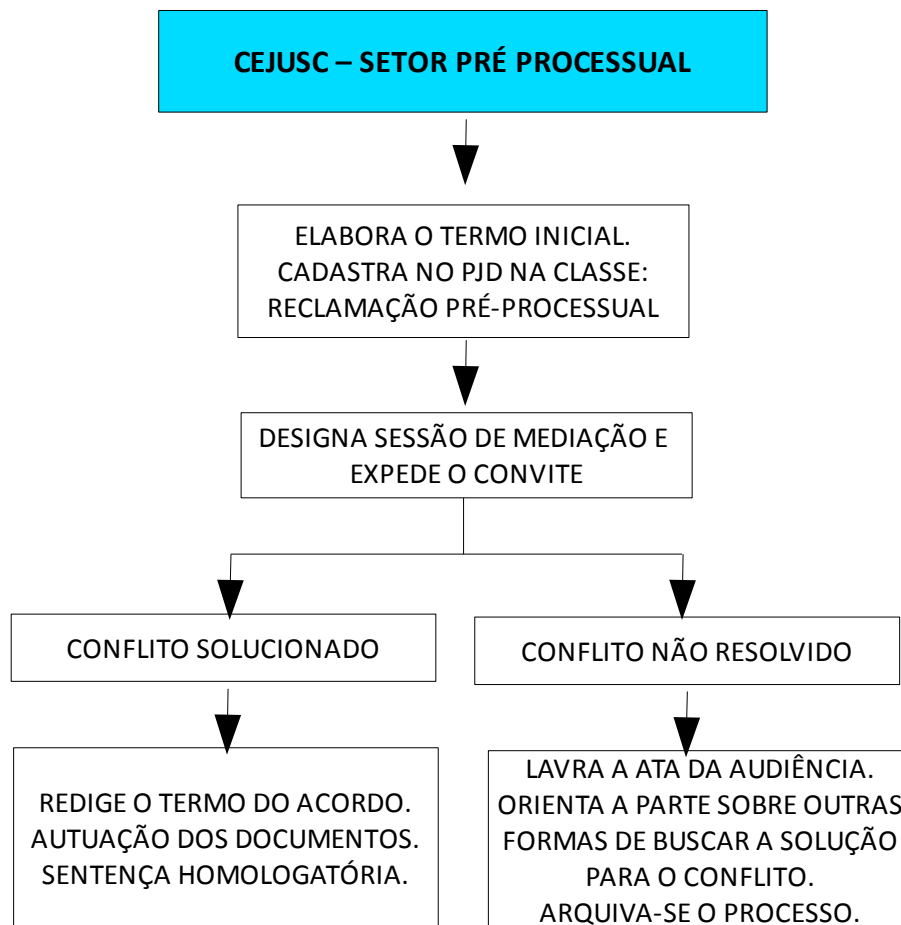 CEJUSC – SETOR PRÉ PROCESSUAL
ELABORA O TERMO INICIAL.
CADASTRA NO PJD NA CLASSE:
RECLAMAÇÃO PRÉ-PROCESSUAL
DESIGNA SESSÃO DE MEDIAÇÃO E
EXPEDE O CONVITE
CONFLITO SOLUCIONADO
CONFLITO NÃO RESOLVIDO
REDIGE O TERMO DO ACORDO.
AUTUAÇÃO DOS DOCUMENTOS.
SENTENÇA HOMOLOGATÓRIA.
LAVRA A ATA DA AUDIÊNCIA.
ORIENTA A PARTE SOBRE OUTRAS
FORMAS DE BUSCAR A SOLUÇÃO
PARA O CONFLITO.
ARQUIVA-SE O PROCESSO.